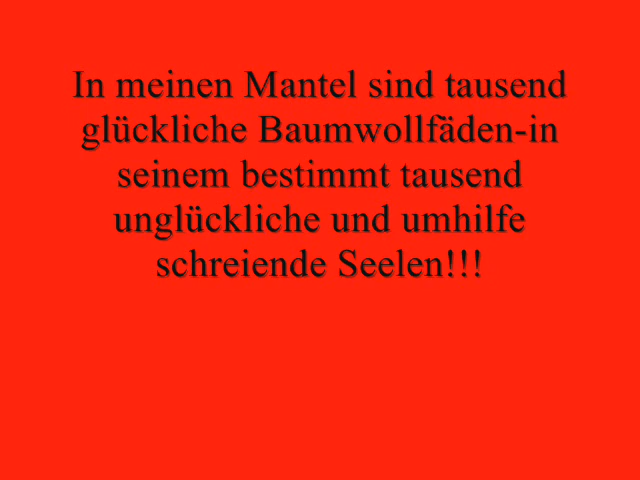 In meinen Mantel sind tausend
glückliche Baumwollfäden-in
seinem bestimmt tausend
unglückliche und umhilfe
schreiende Seelen!!!